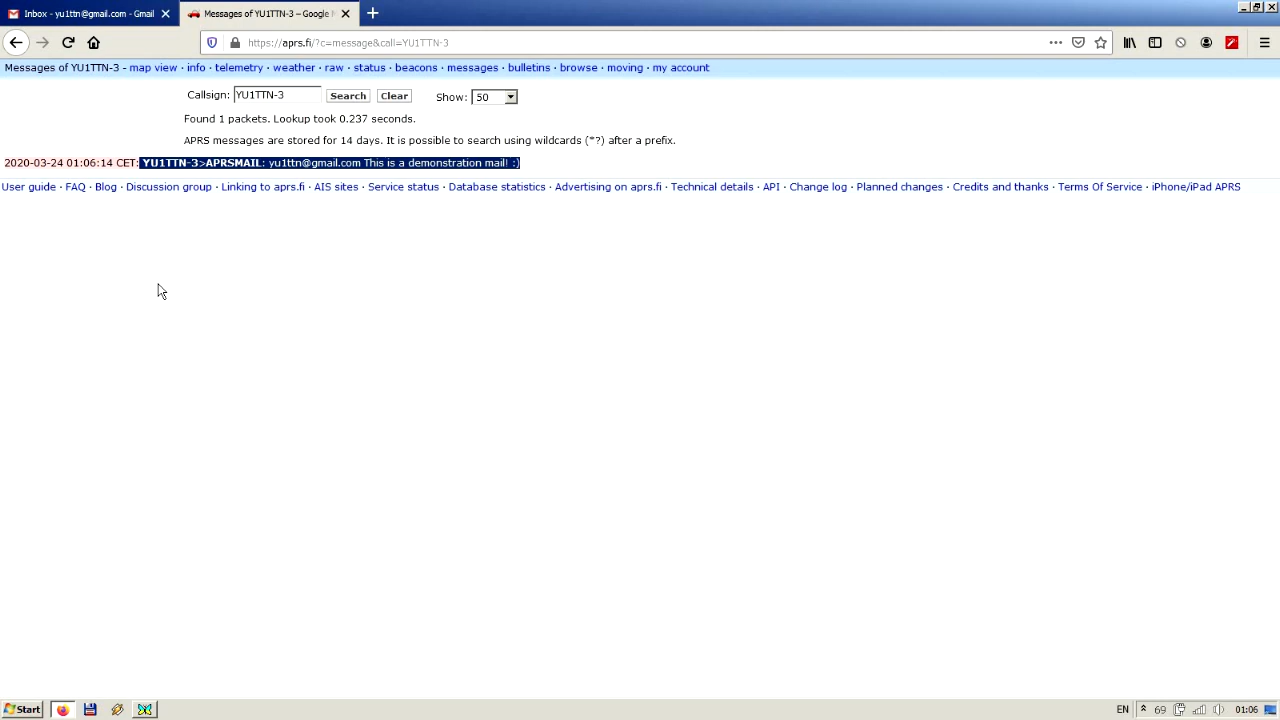 Inbox - yu1ttn@gmail.com - Gmail
Messages of YU1TTN-3 – Google
https://aprs.fi/?c=message&call=YU1TTN-3
Messages of YU1TTN-3 - map view · info · telemetry · weather · raw · status · beacons · messages · bulletins · browse · moving · my account
Callsign: YU1TTN-3 Search Clear Show: 50
Found 1 packets. Lookup took 0.237 seconds.
APRS messages are stored for 14 days. It is possible to search using wildcards (*?) after a prefix.
2020-03-24 01:06:14 CET: YU1TTN-3>APRSMAIL: yu1ttn@gmail.com This is a demonstration mail! :)
User guide · FAQ · Blog · Discussion group · Linking to aprs.fi · AIS sites · Service status · Database statistics · Advertising on aprs.fi · Technical details · API · Change log · Planned changes · Credits and thanks · Terms Of Service · iPhone/iPad APRS
Start
EN
69
01:06